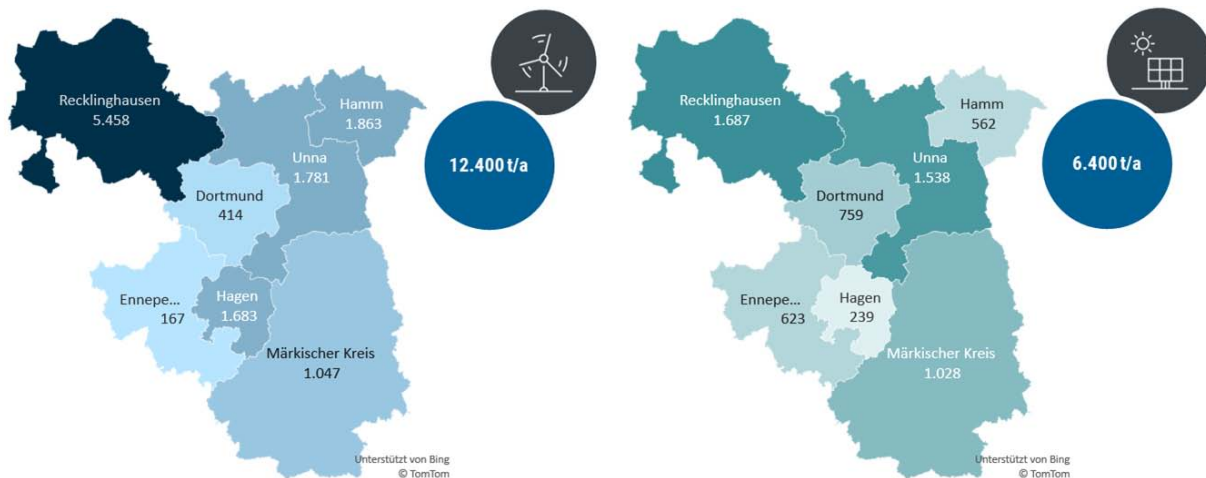 Recklinghausen
5.458
Hamm
1.863
Unna
1.781
Dortmund
414
Ennepe...
167
Hagen
1.683
Märkischer Kreis
1.047
12.400 t/a
Unterstützt von Bing
© TomTom
Recklinghausen
1.687
Hamm
562
Unna
1.538
Dortmund
759
Ennepe...
623
Hagen
239
Märkischer Kreis
1.028
6.400 t/a
Unterstützt von Bing
© TomTom